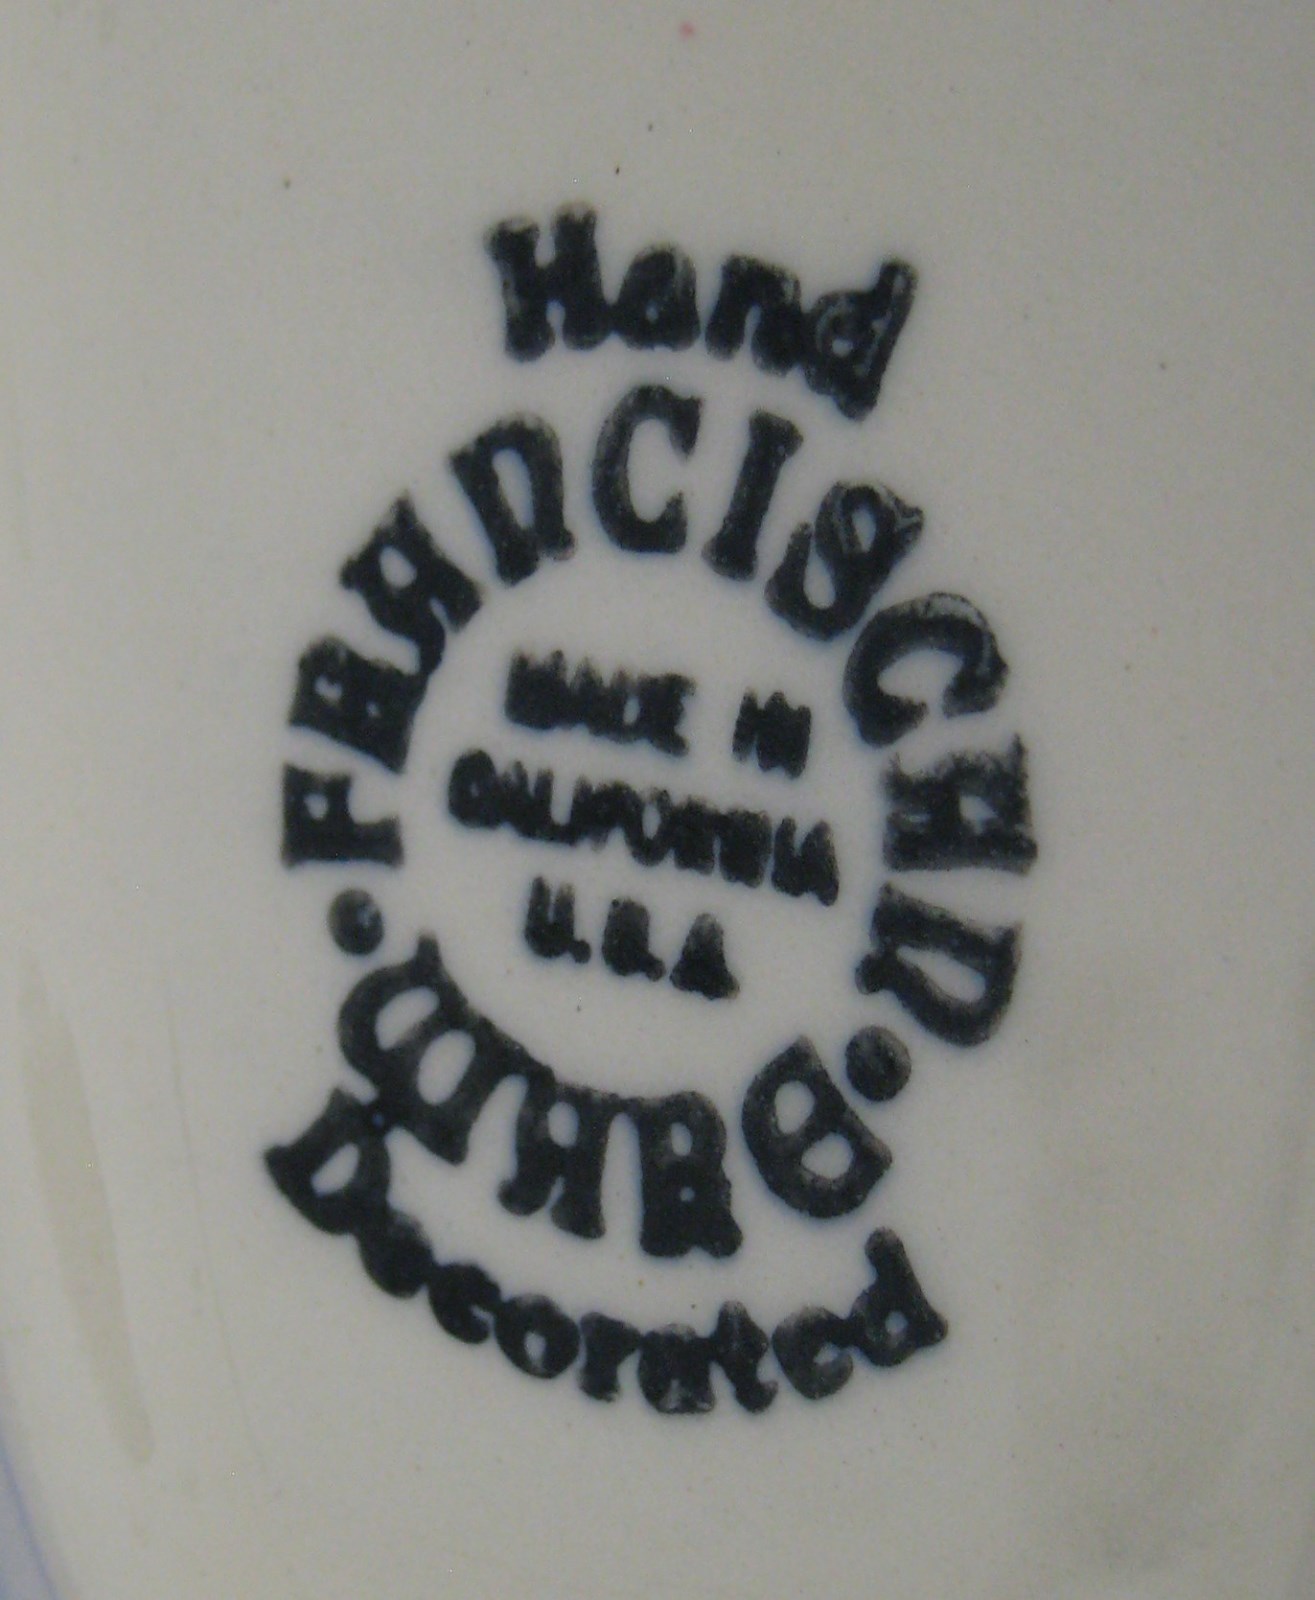 Hand
FRANCISCAN
MADE IN
CALIFORNIA
U.S.A
• WARE •
Decorated